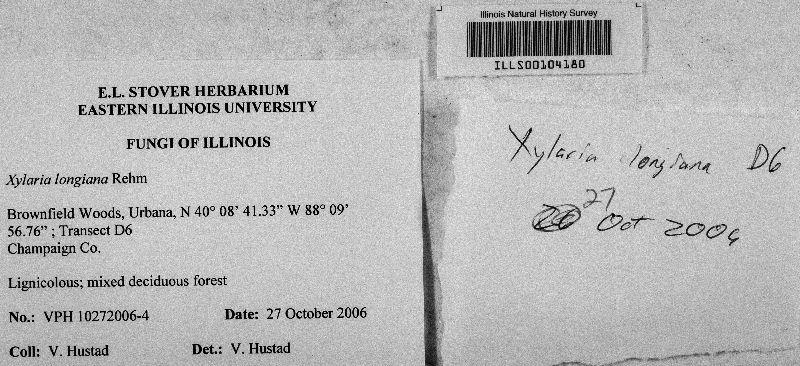 E.L. STOVER HERBARIUM
EASTERN ILLINOIS UNIVERSITY
FUNGI OF ILLINOIS
Xylaria longiana Rehm
Brownfield Woods, Urbana, N 40° 08' 41.33" W 88° 09'
56.76" ; Transect D6
Champaign Co.
Lignicolous; mixed deciduous forest
No.: VPH 10272006-4 Date: 27 October 2006
Coll: V. Hustad Det.: V. Hustad
Illinois Natural History Survey
ILLS00104180
Xylaria longiana D6
27 Oct 2006